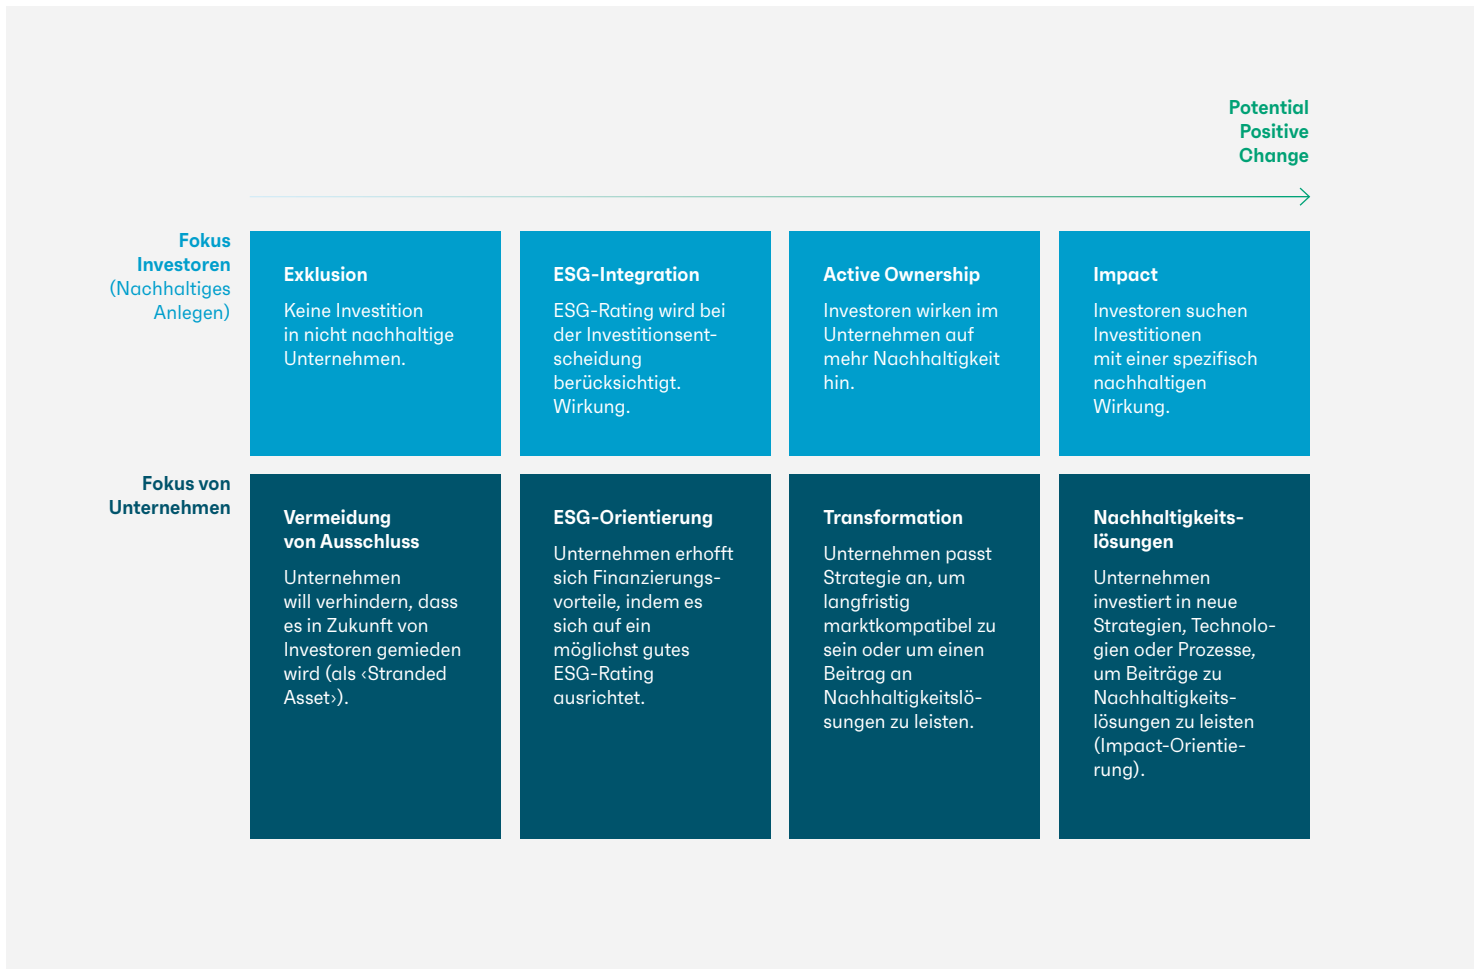 Potential
Positive
Change
Fokus
Investoren
(Nachhaltiges
Anlegen)
Exklusion
Keine Investition
in nicht nachhaltige
Unternehmen.
ESG-Integration
ESG-Rating wird bei
der Investitionsent-
scheidung
berücksichtigt.
Wirkung.
Active Ownership
Investoren wirken im
Unternehmen auf
mehr Nachhaltigkeit
hin.
Impact
Investoren suchen
Investitionen
mit einer spezifisch
nachhaltigen
Wirkung.
Fokus von
Unternehmen
Vermeidung
von Ausschluss
Unternehmen
will verhindern, dass
es in Zukunft von
Investoren gemieden
wird (als ‹Stranded
Asset›).
ESG-Orientierung
Unternehmen erhofft
sich Finanzierungs-
vorteile, indem es
sich auf ein
möglichst gutes
ESG-Rating
ausrichtet.
Transformation
Unternehmen passt
Strategie an, um
langfristig
marktkompatibel zu
sein oder um einen
Beitrag an
Nachhaltigkeitslö-
sungen zu leisten.
Nachhaltigkeits-
lösungen
Unternehmen
investiert in neue
Strategien, Technolo-
gien oder Prozesse,
um Beiträge zu
Nachhaltigkeits-
lösungen zu leisten
(Impact-Orientie-
rung).